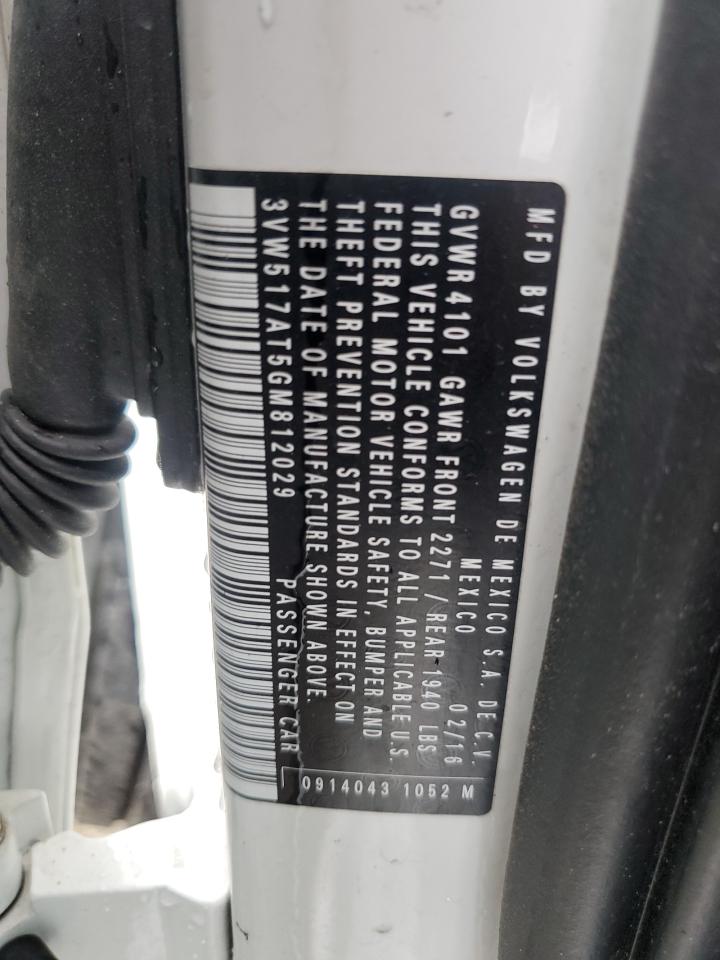 MFD BY VOLKSWAGEN DE MEXICO S.A. DE C.V.
MEXICO 02/16
GVWR 4101 GAWR FRONT 2271 / REAR 1940 LBS
THIS VEHICLE CONFORMS TO ALL APPLICABLE U.S.
FEDERAL MOTOR VEHICLE SAFETY, BUMPER AND
THEFT PREVENTION STANDARDS IN EFFECT ON
THE DATE OF MANUFACTURE SHOWN ABOVE.
3VW517AT5GM812029 PASSENGER CAR
0914043 1052 M